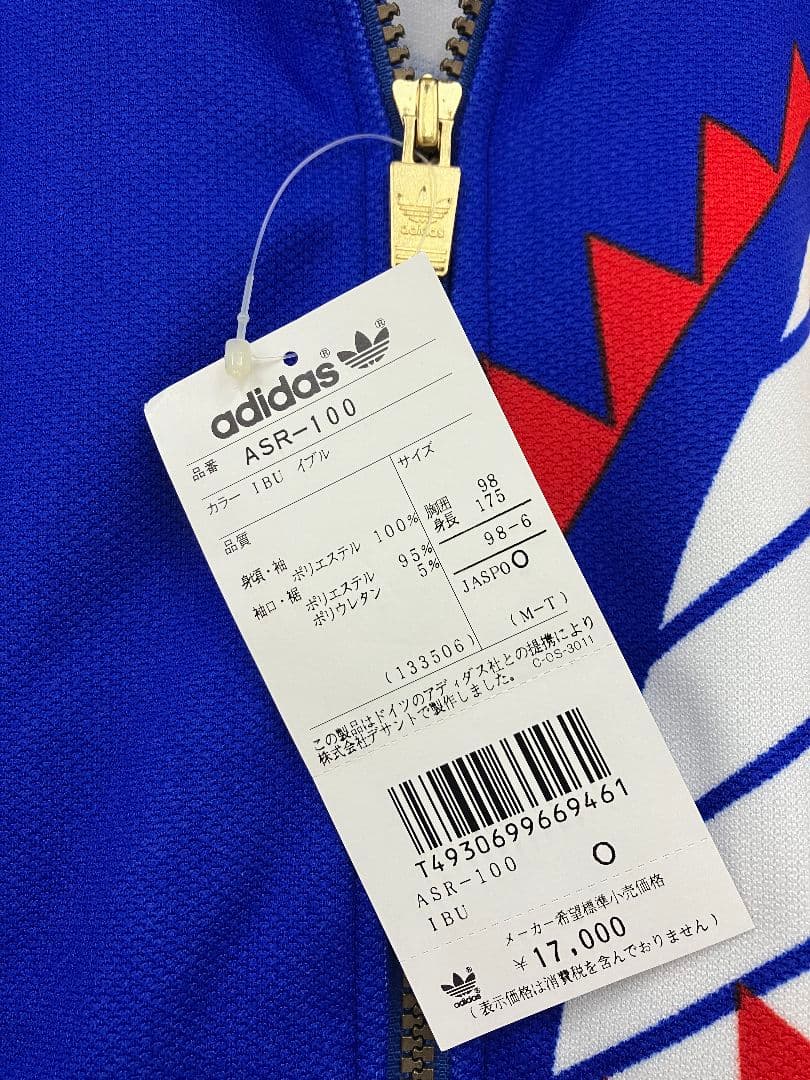 adidas
adidas® ®
品番 ASR-100
カラー IBU イブル
サイズ
品質
胸囲 98
身長 175
身頃・袖 ポリエステル 100%
袖口・裾 ポリエステル 95%
ポリウレタン 5%
98-6
JASPO O
(133506)
(M-T)
この製品はドイツのアディダス社との提携により
株式会社デサントで製作しました。 C-OS-3011
T4930699669461
ASR-100 O
IBU
メーカー希望標準小売価格
¥17,000
adidas®
(表示価格は消費税を含んでおりません)